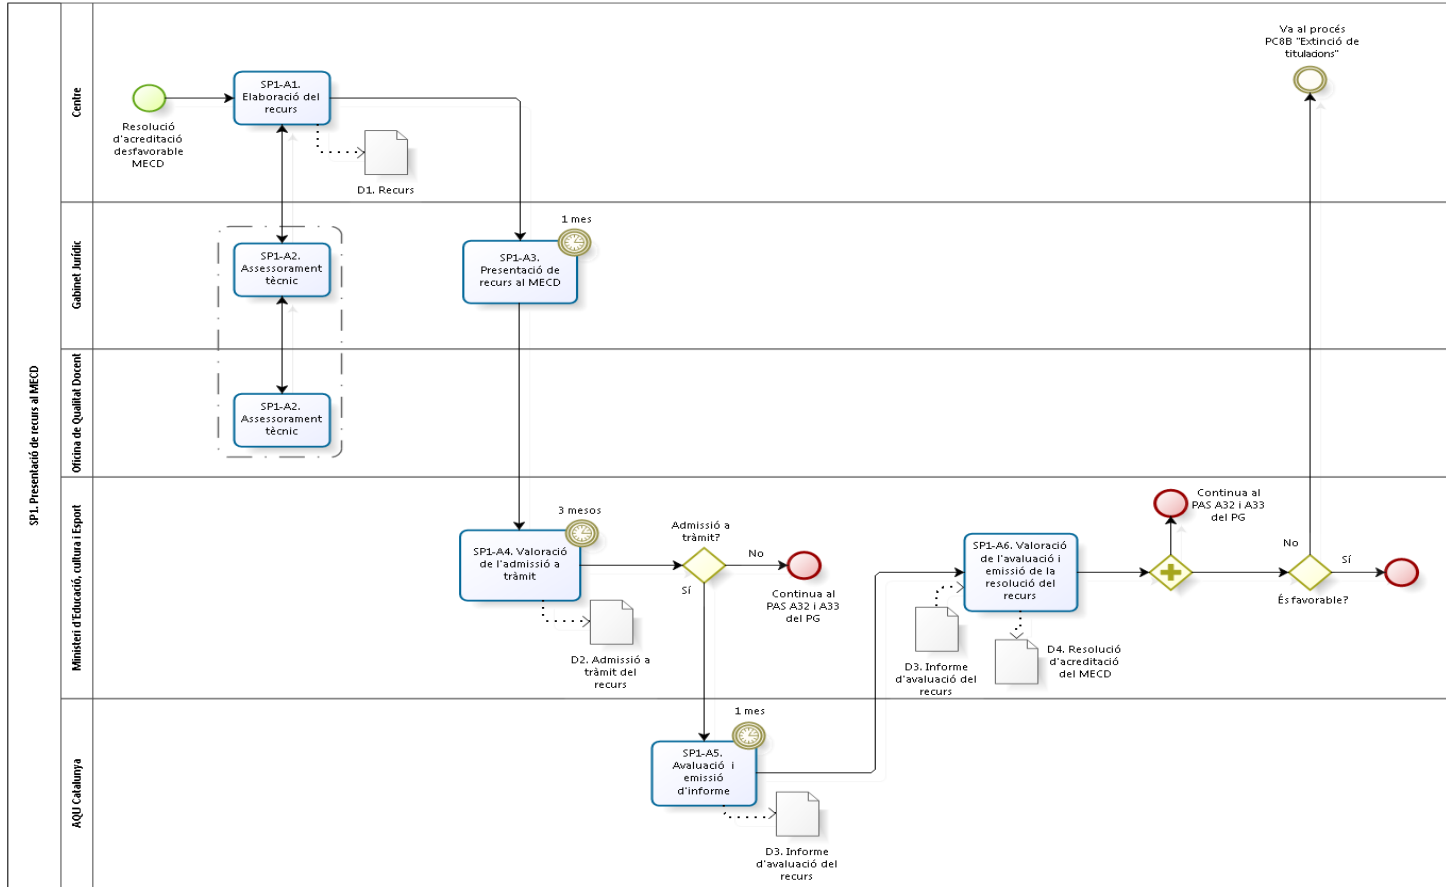 SP1. Presentació de recurs al MECD
Centre
Resolució
d'acreditació
desfavorable
MECD
SP1-A1.
Elaboració del
recurs
D1. Recurs
Va al procés
PC8B "Extinció de
titulacions"
Gabinet Jurídic
SP1-A2.
Assessorament
tècnic
1 mes
SP1-A3.
Presentació de
recurs al MECD
Oficina de Qualitat Docent
SP1-A2.
Assessorament
tècnic
Ministeri d'Educació, cultura i Esport
3 mesos
SP1-A4. Valoració
de l'admissió a
tràmit
D2. Admissió a
tràmit del
recurs
Admissió a
tràmit?
No
Sí
Continua al
PAS A32 i A33
del PG
SP1-A6. Valoració
de l'avaluació i
emissió de la
resolució del
recurs
D3. Informe
d'avaluació del
recurs
D4. Resolució
d'acreditació
del MECD
Continua al
PAS A32 i A33
del PG
No
Sí
És favorable?
AQU Catalunya
1 mes
SP1-A5.
Avaluació i
emissió
d'informe
D3. Informe
d'avaluació del
recurs